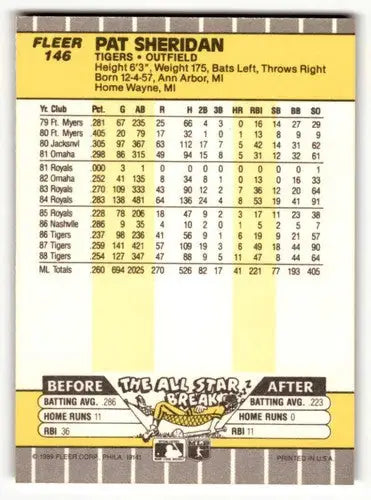 FLEER
146
PAT SHERIDAN
TIGERS • OUTFIELD
Height 6'3", Weight 175, Bats Left, Throws Right
Born 12-4-57, Ann Arbor, MI
Home Wayne, MI
Yr. Club Pct. G AB R H 2B 3B HR RBI SB BB SO
79 Ft. Myers .281 67 235 25 66 4 3 0 16 14 27 29
80 Ft. Myers .405 20 79 17 32 1 0 1 13 8 9 9
80 Jacksnvl .305 97 367 63 112 17 7 5 42 14 31 62
81 Omaha .298 86 315 49 94 15 8 5 31 12 32 61
81 Royals .000 3 1 0 0 0 0 0 0 0 0 1
82 Omaha .252 41 135 8 34 6 1 0 13 0 16 33
83 Royals .270 109 333 43 90 12 2 7 36 12 20 64
84 Royals .283 138 481 64 136 24 4 8 53 19 41 91
85 Royals .228 78 206 18 47 9 2 3 17 11 23 38
86 Nashvlle .286 9 35 4 10 2 0 1 5 2 5 7
86 Tigers .237 98 236 41 56 9 1 6 19 9 21 57
87 Tigers .259 141 421 57 109 19 3 6 49 18 44 90
88 Tigers .254 127 347 47 88 9 5 11 47 8 44 64
ML Totals .260 694 2025 270 526 82 17 41 221 77 193 405
BEFORE THE ALL STAR BREAK AFTER
BATTING AVG. .286 BATTING AVG. .223
HOME RUNS 11 HOME RUNS 0
RBI 36 RBI 11
© 1989 FLEER CORP., PHILA. 19141 PRINTED IN U.S.A.